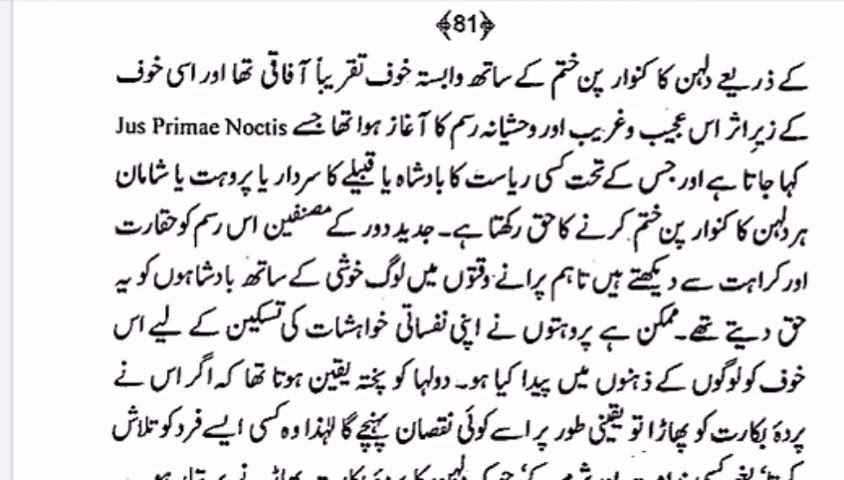 ﴿81﴾
کے ذریعے دلہن کا کنوار پن ختم کے ساتھ وابستہ خوف تقریباً آفاقی تھا اور اسی خوف
کے زیرِ اثر اس عجیب وغریب اور وحشیانہ رسم کا آغاز ہوا تھا جسے Jus Primae Noctis
کہا جاتا ہے اور جس کے تحت کسی ریاست کا بادشاہ یا قبیلے کا سردار یا پروہت یا شامان
ہر دلہن کا کنوار پن ختم کرنے کا حق رکھتا ہے۔ جدید دور کے مصنفین اس رسم کو حقارت
اور کراہت سے دیکھتے ہیں تاہم پرانے وقتوں میں لوگ خوشی کے ساتھ بادشاہوں کو یہ
حق دیتے تھے۔ ممکن ہے پروہتوں نے اپنی نفساتی خواہشات کی تسکین کے لیے اس
خوف کو لوگوں کے ذہنوں میں پیدا کیا ہو۔ دولہا کو پختہ یقین ہوتا تھا کہ اگر اس نے
پردۂ بکارت کو پھاڑا تو یقینی طور پر اسے کوئی نقصان پہنچے گا لہٰذا وہ کسی ایسے فرد کو تلاش